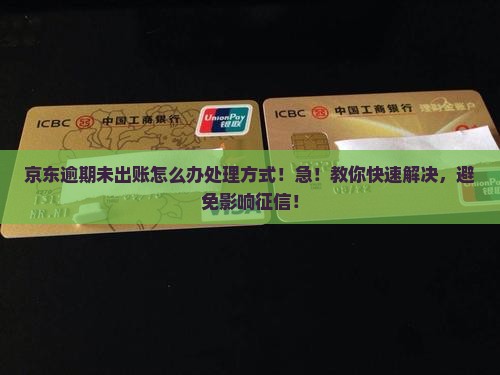 ICBC 中国工商银行
UnionPay
银联
VISA
ICBC 中国工商银行 理财金账户
京东逾期未出账怎么办处理方式！急！教你快速解决，避
免影响征信！